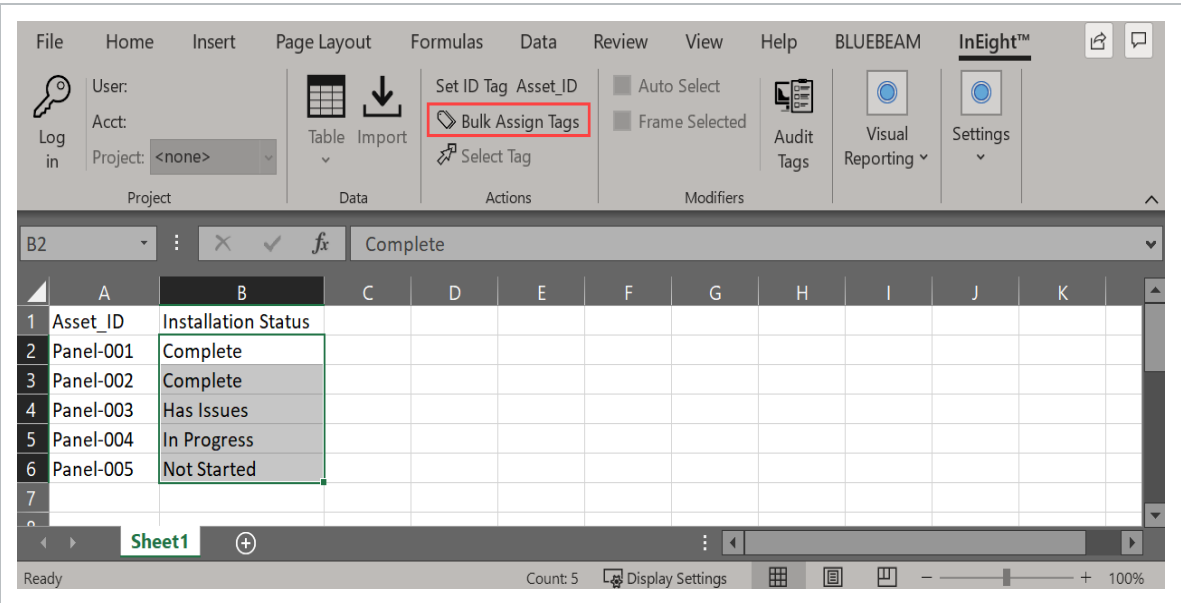 File Home Insert Page Layout Formulas Data Review View Help BLUEBEAM InEight™
Log in
User:
Acct:
Project: <none>
Project
Table Import
Data
Set ID Tag Asset_ID
Bulk Assign Tags
Select Tag
Actions
Auto Select
Frame Selected
Modifiers
Audit Tags
Visual Reporting
Settings
B2 fx Complete
A B C D E F G H I J K
1 Asset_ID Installation Status
2 Panel-001 Complete
3 Panel-002 Complete
4 Panel-003 Has Issues
5 Panel-004 In Progress
6 Panel-005 Not Started
7
Sheet1
Ready Count: 5 Display Settings 100%